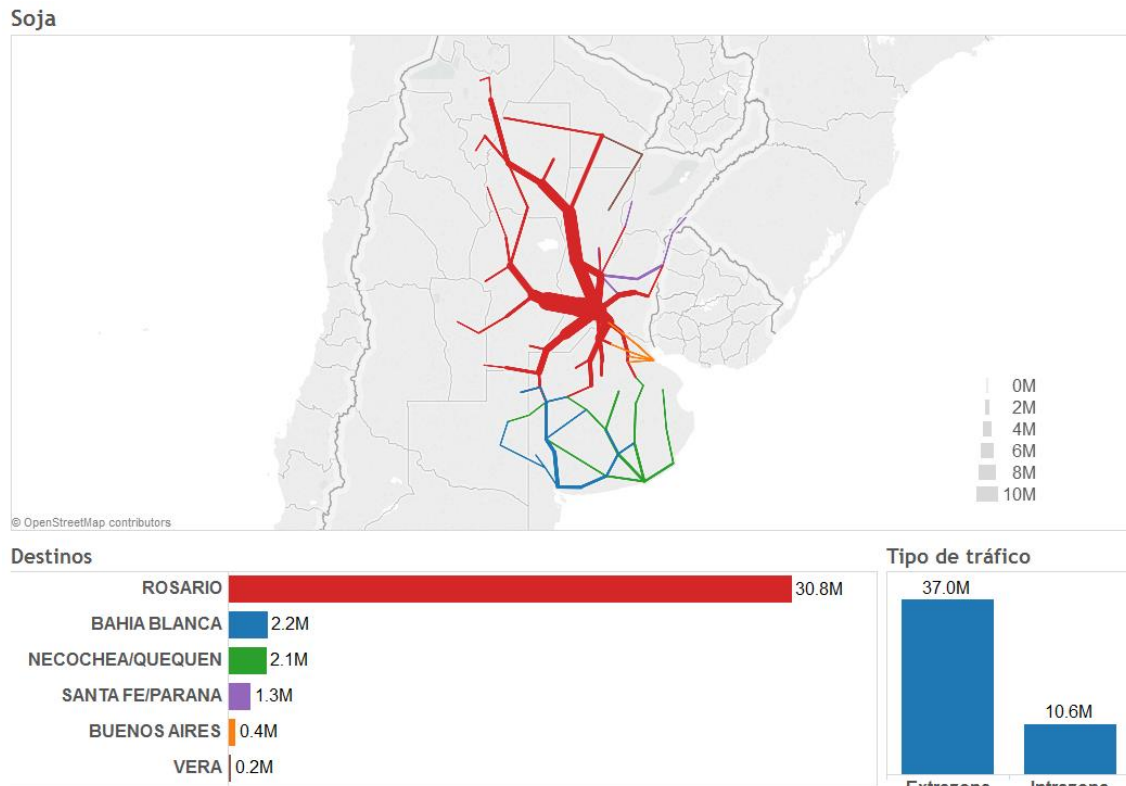 Soja
0M
2M
4M
6M
8M
10M
© OpenStreetMap contributors
Destinos
ROSARIO 30.8M
BAHIA BLANCA 2.2M
NECOCHEA/QUEQUEN 2.1M
SANTA FE/PARANA 1.3M
BUENOS AIRES 0.4M
VERA 0.2M
Tipo de tráfico
37.0M
10.6M
Extrazona Intrazona